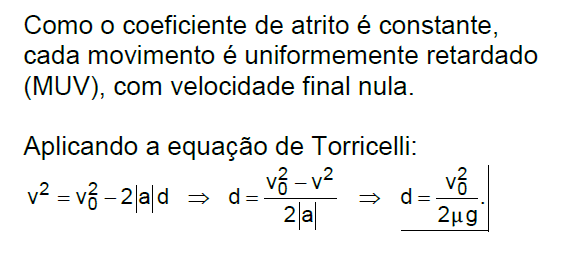 Como o coeficiente de atrito é constante,
cada movimento é uniformemente retardado
(MUV), com velocidade final nula.
Aplicando a equação de Torricelli:
v² = v₀² − 2|a|d ⇒ d = (v₀² − v²)/(2|a|) ⇒ d = v₀²/(2μg).